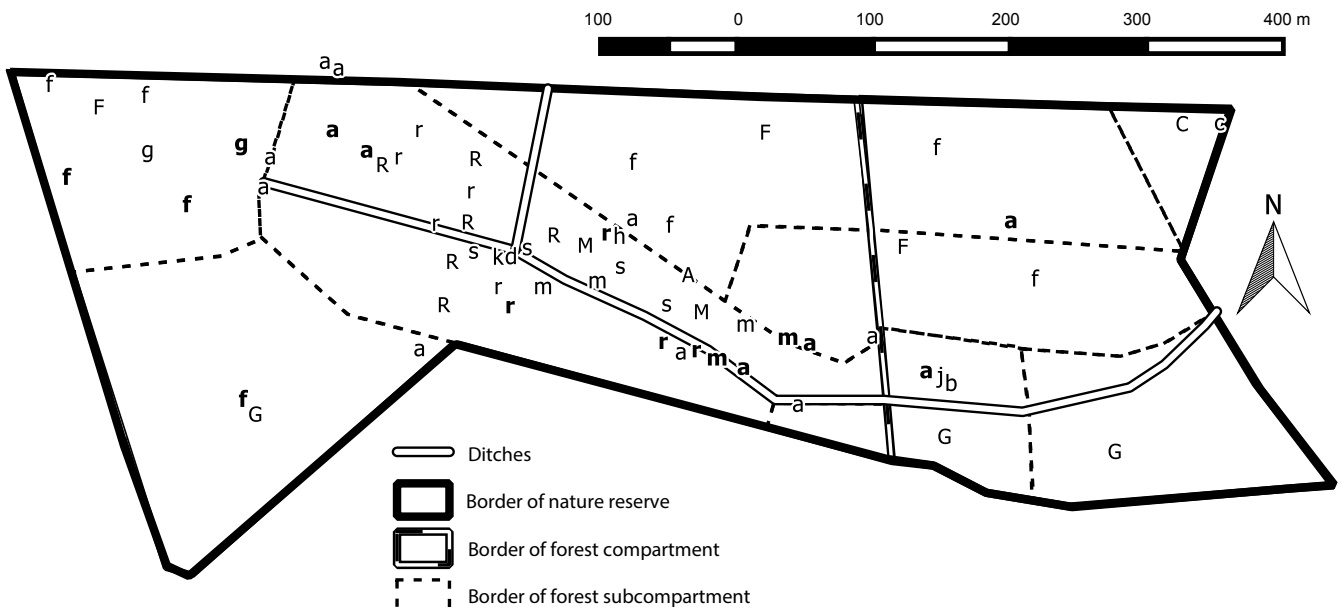 100 0 100 200 300 400 m
a a
f F f
a r F C c
g g a a R r R f f
f a r
f r R a f a
R M r h F
s k d s s A f
R r m m
R r s M m
N
a r a r m a m a a
a j b
f G a G G
Ditches
Border of nature reserve
Border of forest compartment
Border of forest subcompartment